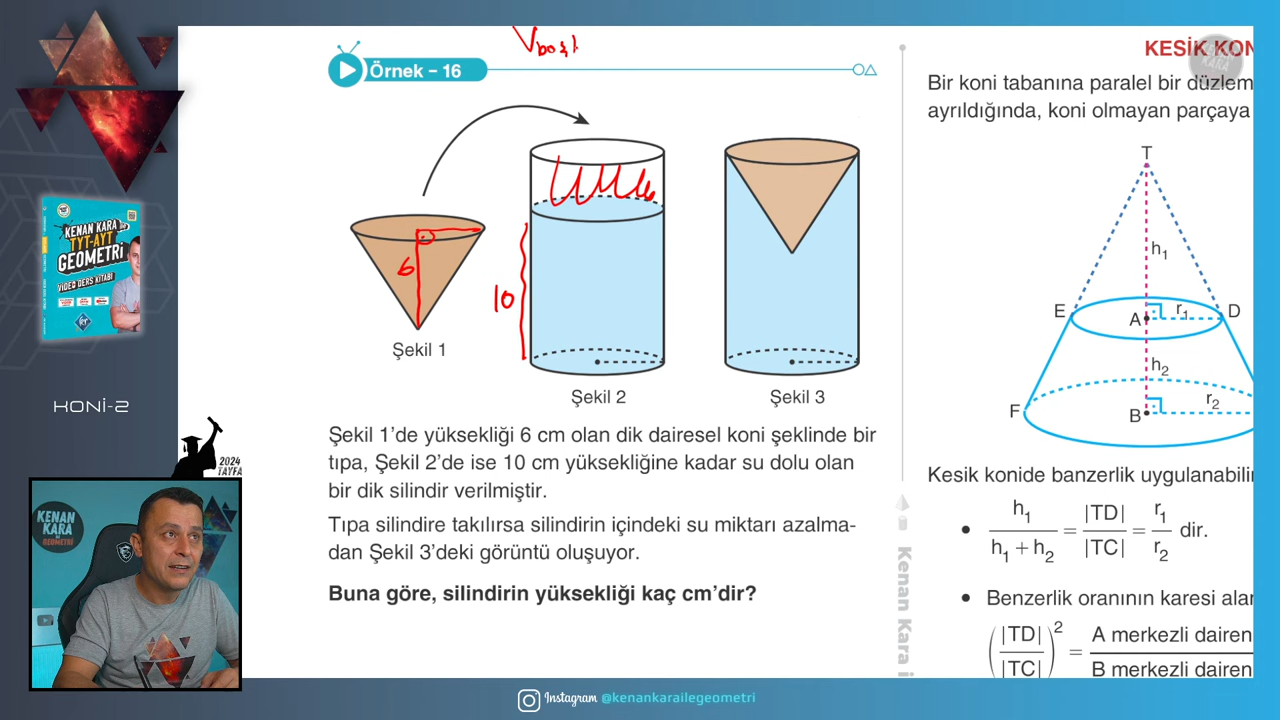 Vboşl
Örnek – 16
6
10
Şekil 1
Şekil 2
Şekil 3
Şekil 1'de yüksekliği 6 cm olan dik dairesel koni şeklinde bir
tıpa, Şekil 2'de ise 10 cm yüksekliğine kadar su dolu olan
bir dik silindir verilmiştir.
Tıpa silindire takılırsa silindirin içindeki su miktarı azalma-
dan Şekil 3'deki görüntü oluşuyor.
Buna göre, silindirin yüksekliği kaç cm'dir?
KESİK KON
Bir koni tabanına paralel bir düzlem
ayrıldığında, koni olmayan parçaya
T
h₁
E
A
r₁
D
h₂
F
B
r₂
Kesik konide banzerlik uygulanabili
• h₁ / (h₁ + h₂) = |TD| / |TC| = r₁ / r₂ dir.
• Benzerlik oranının karesi alar
(|TD| / |TC|)² = A merkezli dairen / B merkezli dairen
Kenan Kara i
KENAN KARA ile
TYT-AYT
GEOMETRİ
VİDEO DERS KİTABI
KONİ-2
2024
TAYFA
KENAN
KARA
GEOMETRİ
Instagram @kenankarailegeometri